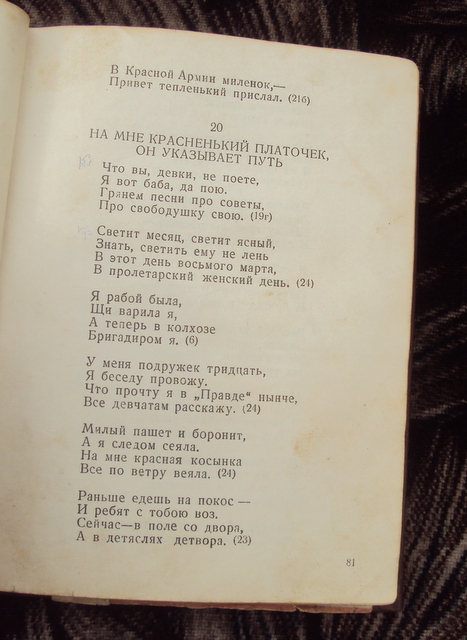 В Красной Армии миленок,—
Привет тепленький прислал. (21б)
20
НА МНЕ КРАСНЕНЬКИЙ ПЛАТОЧЕК,
ОН УКАЗЫВАЕТ ПУТЬ
Что вы, девки, не поете,
Я вот баба, да пою.
Грянем песни про советы,
Про свободушку свою. (19г)
Светит месяц, светит ясный,
Знать, светить ему не лень
В этот день восьмого марта,
В пролетарский женский день. (24)
Я рабой была,
Щи варила я,
А теперь в колхозе
Бригадиром я. (6)
У меня подружек тридцать,
Я беседу провожу.
Что прочту я в „Правде“ нынче,
Все девчатам расскажу. (24)
Милый пашет и боронит,
А я следом сеяла.
На мне красная косынка
Все по ветру веяла. (24)
Раньше едешь на покос —
И ребят с тобою воз.
Сейчас—в поле со двора,
А в детяслях детвора. (23)
81